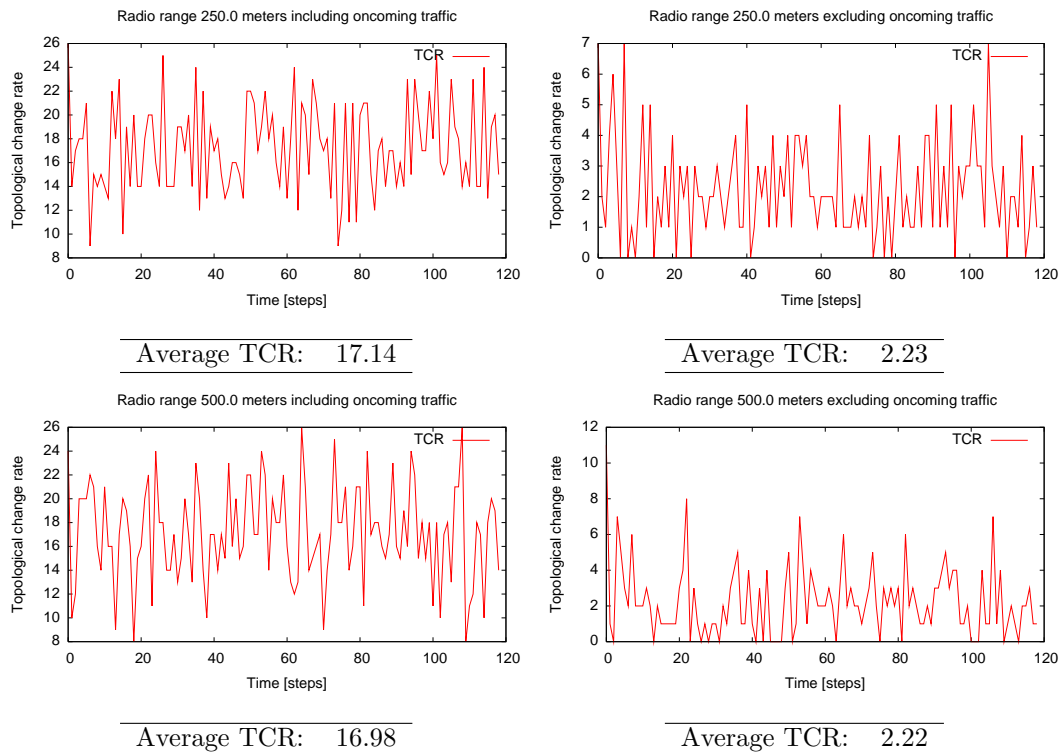 Radio range 250.0 meters including oncoming traffic
Topological change rate
26
24
22
20
18
16
14
12
10
8
TCR
0 20 40 60 80 100 120
Time [steps]
Average TCR: 17.14
Radio range 250.0 meters excluding oncoming traffic
Topological change rate
7
6
5
4
3
2
1
0
TCR
0 20 40 60 80 100 120
Time [steps]
Average TCR: 2.23
Radio range 500.0 meters including oncoming traffic
Topological change rate
26
24
22
20
18
16
14
12
10
8
TCR
0 20 40 60 80 100 120
Time [steps]
Average TCR: 16.98
Radio range 500.0 meters excluding oncoming traffic
Topological change rate
12
10
8
6
4
2
0
TCR
0 20 40 60 80 100 120
Time [steps]
Average TCR: 2.22